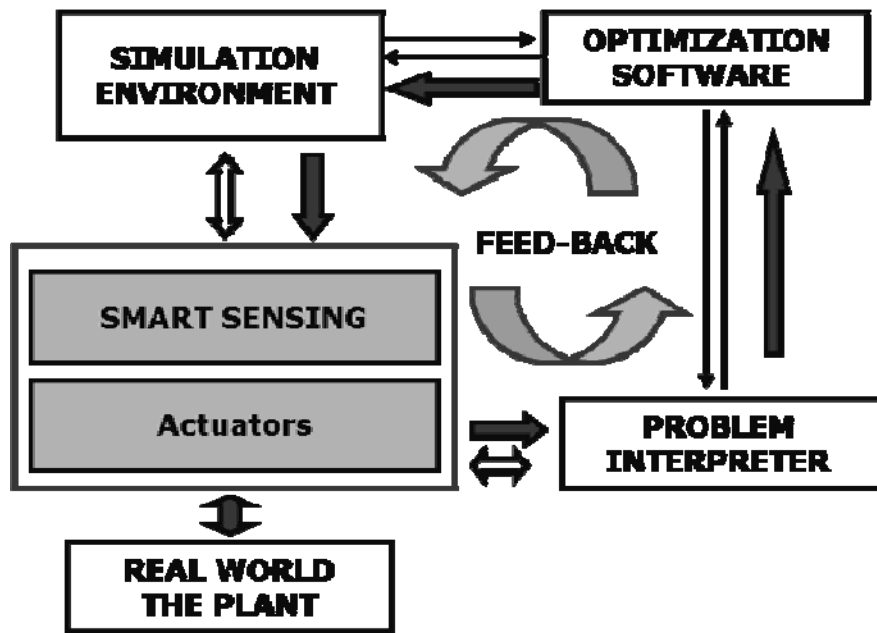 SIMULATION
ENVIRONMENT
OPTIMIZATION
SOFTWARE
FEED-BACK
SMART SENSING
Actuators
PROBLEM
INTERPRETER
REAL WORLD
THE PLANT